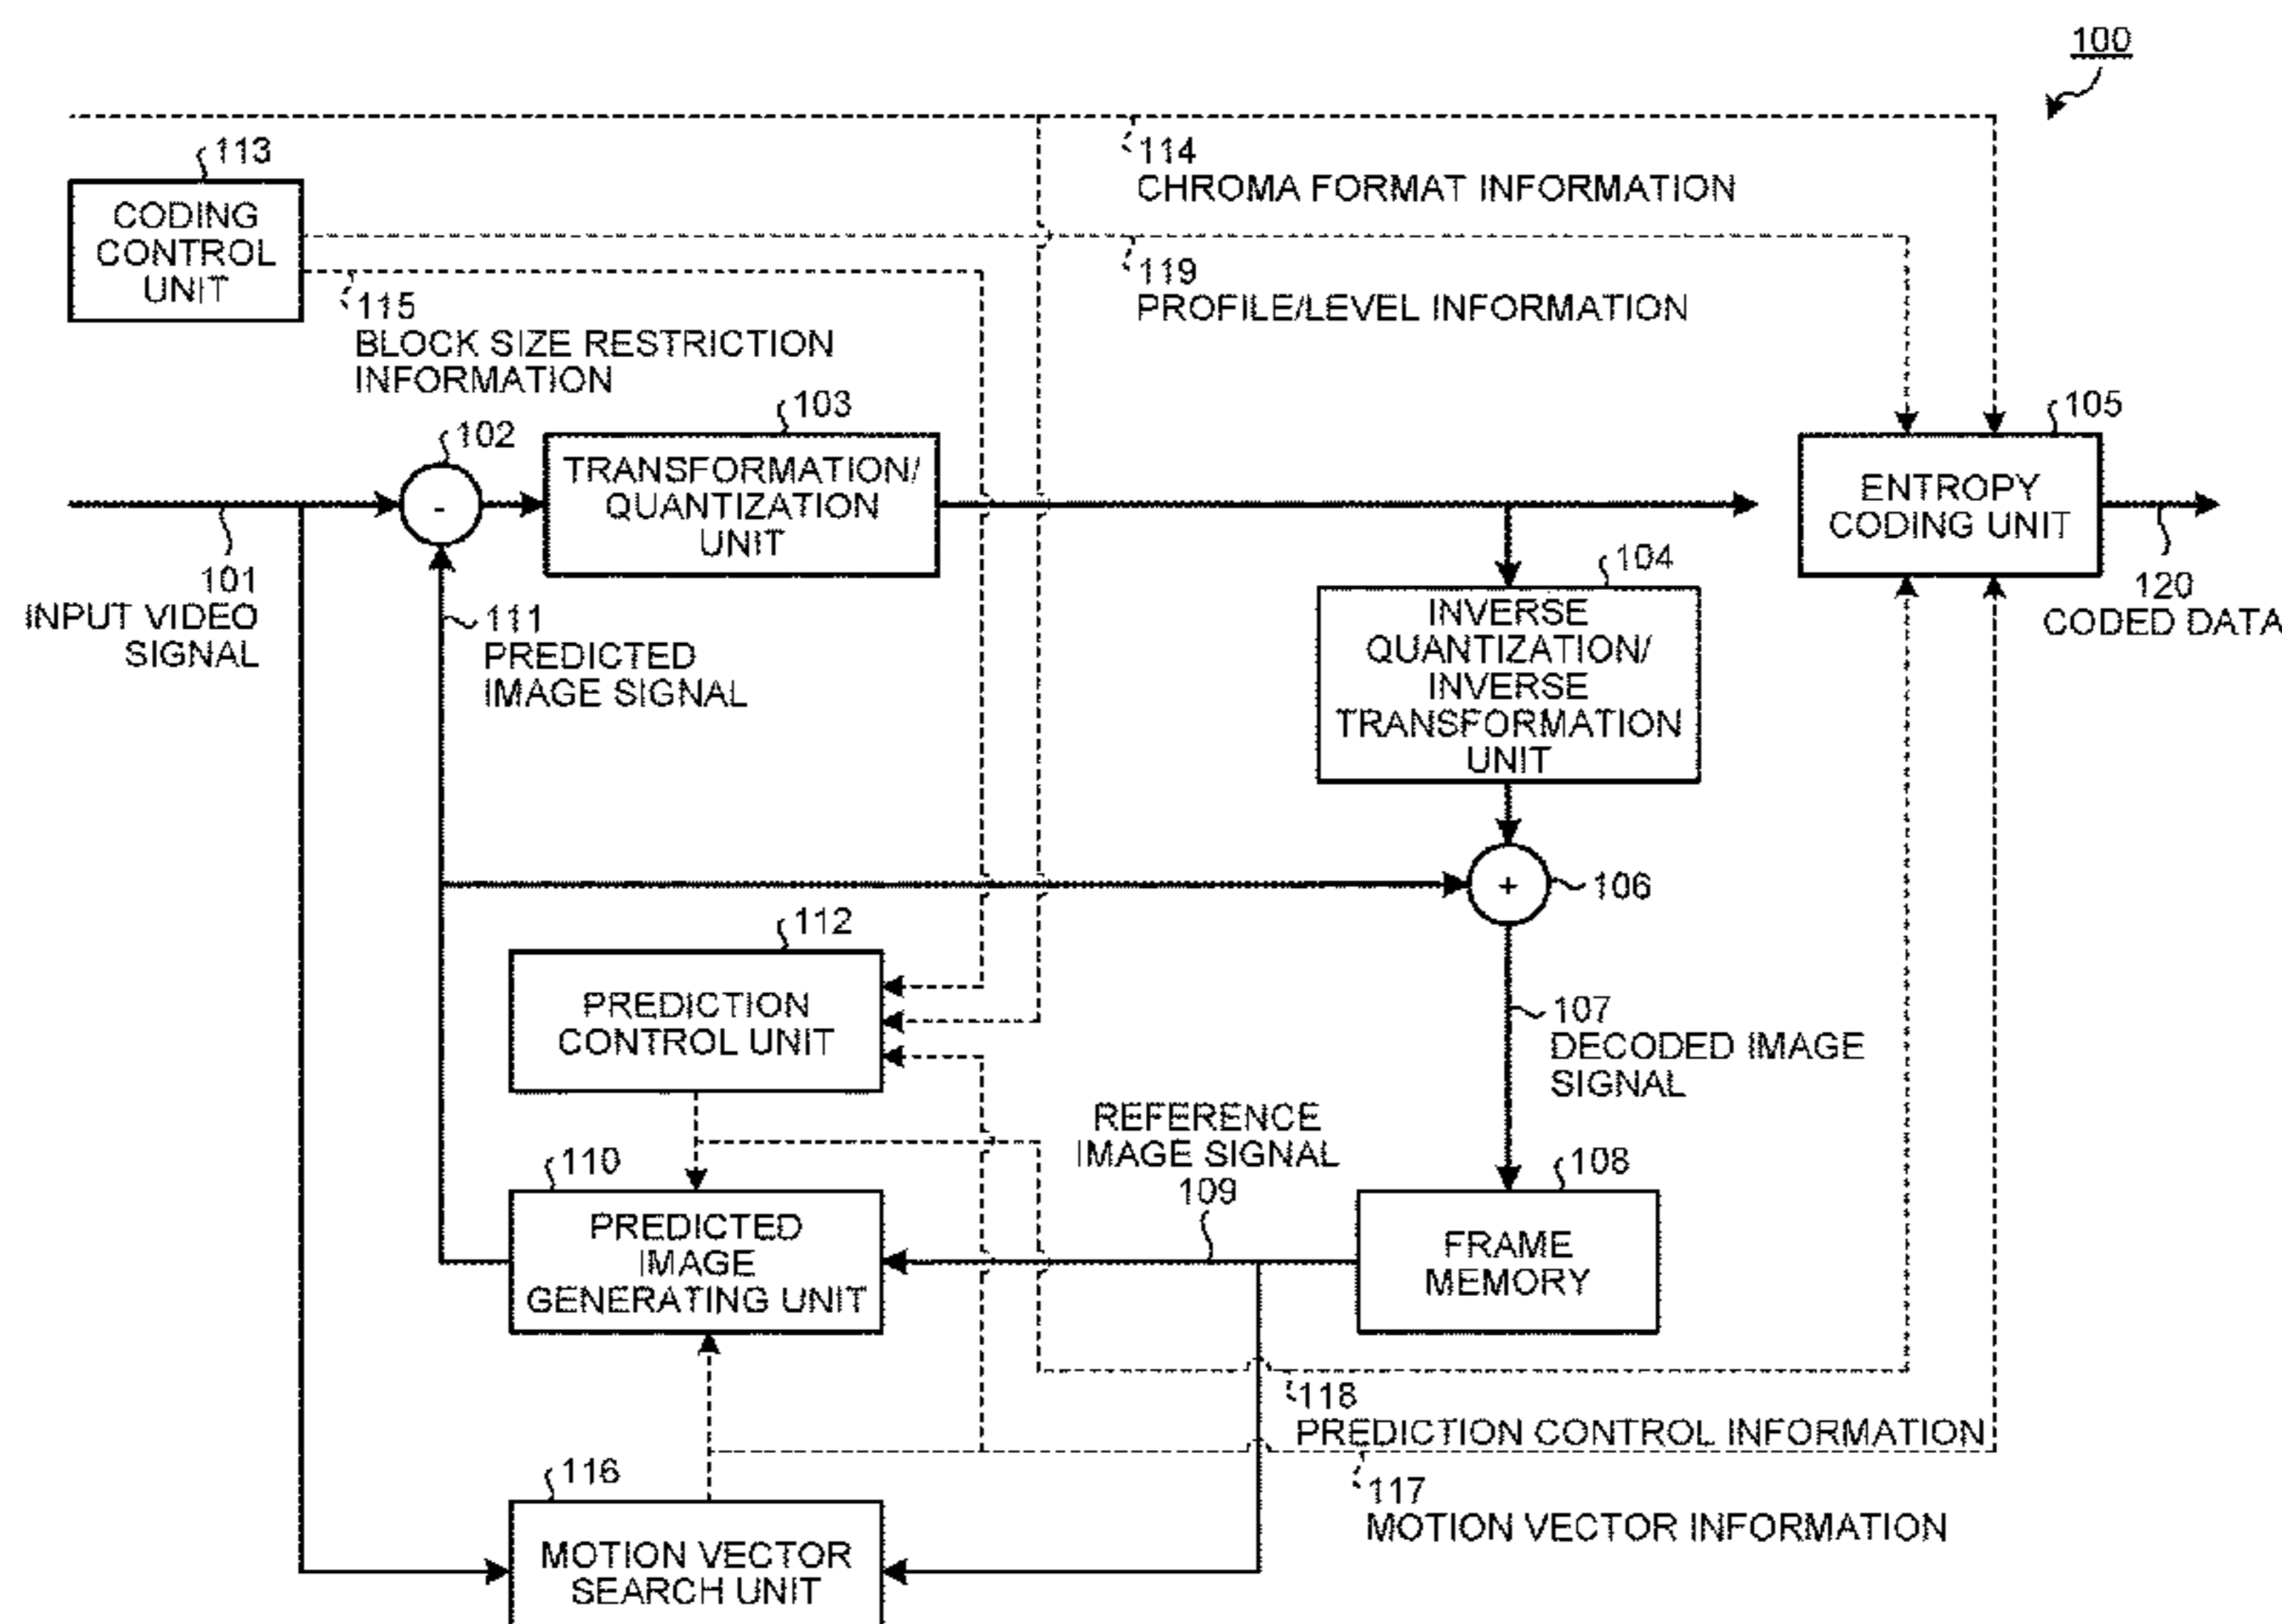 100
113
CODING
CONTROL
UNIT
114
CHROMA FORMAT INFORMATION
119
PROFILE/LEVEL INFORMATION
115
BLOCK SIZE RESTRICTION
INFORMATION
102
-
103
TRANSFORMATION/
QUANTIZATION
UNIT
105
ENTROPY
CODING UNIT
101
INPUT VIDEO
SIGNAL
111
PREDICTED
IMAGE SIGNAL
104
INVERSE
QUANTIZATION/
INVERSE
TRANSFORMATION
UNIT
120
CODED DATA
+
106
112
PREDICTION
CONTROL UNIT
107
DECODED IMAGE
SIGNAL
REFERENCE
IMAGE SIGNAL
109
110
PREDICTED
IMAGE
GENERATING UNIT
108
FRAME
MEMORY
118
PREDICTION CONTROL INFORMATION
117
MOTION VECTOR INFORMATION
116
MOTION VECTOR
SEARCH UNIT